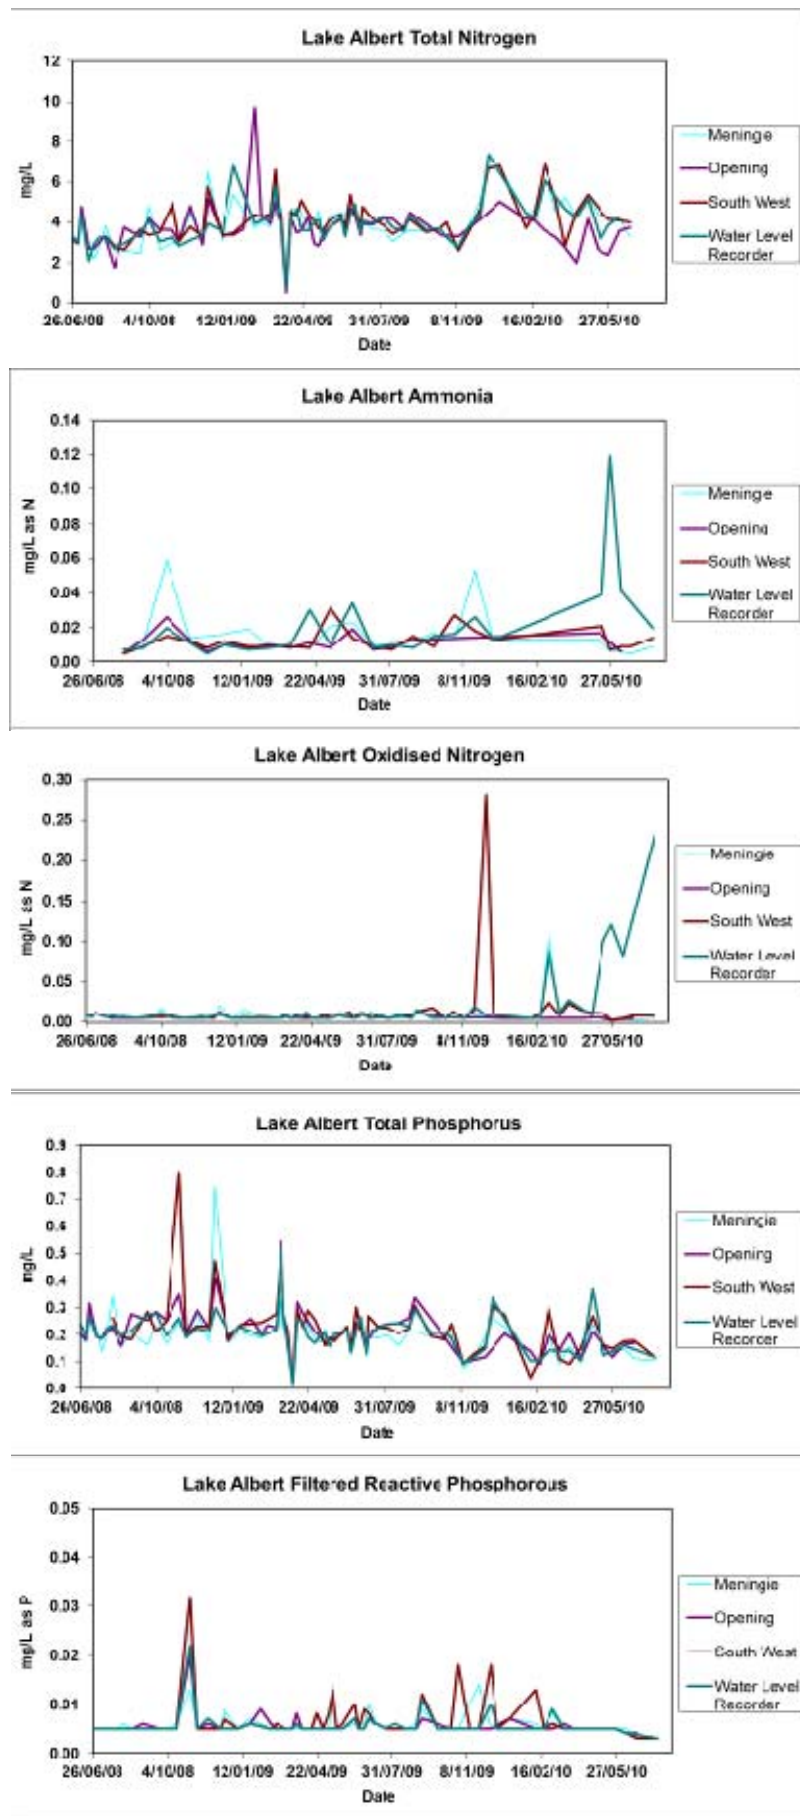 Lake Albert Total Nitrogen
12
10
8
6
4
2
0
mg/L
26/06/08 4/10/08 12/01/09 22/04/09 31/07/09 8/11/09 16/02/10 27/05/10
Date
Meningie
Opening
South West
Water Level
Recorder
Lake Albert Ammonia
0.14
0.12
0.10
0.08
0.06
0.04
0.02
0.00
mg/L as N
26/06/08 4/10/08 12/01/09 22/04/09 31/07/09 8/11/09 16/02/10 27/05/10
Date
Meningie
Opening
South West
Water Level
Recorder
Lake Albert Oxidised Nitrogen
0.30
0.25
0.20
0.15
0.10
0.05
0.00
mg/L as N
26/06/08 4/10/08 12/01/09 22/04/09 31/07/09 8/11/09 16/02/10 27/05/10
Date
Meningie
Opening
South West
Water Level
Recorder
Lake Albert Total Phosphorus
0.9
0.8
0.7
0.6
0.5
0.4
0.3
0.2
0.1
0.0
mg/L
26/06/08 4/10/08 12/01/09 22/04/09 31/07/09 8/11/09 16/02/10 27/05/10
Date
Meningie
Opening
South West
Water Level
Recorder
Lake Albert Filtered Reactive Phosphorous
0.05
0.04
0.03
0.02
0.01
0.00
mg/L as P
26/06/08 4/10/08 12/01/09 22/04/09 31/07/09 8/11/09 16/02/10 27/05/10
Date
Meningie
Opening
South West
Water Level
Recorder